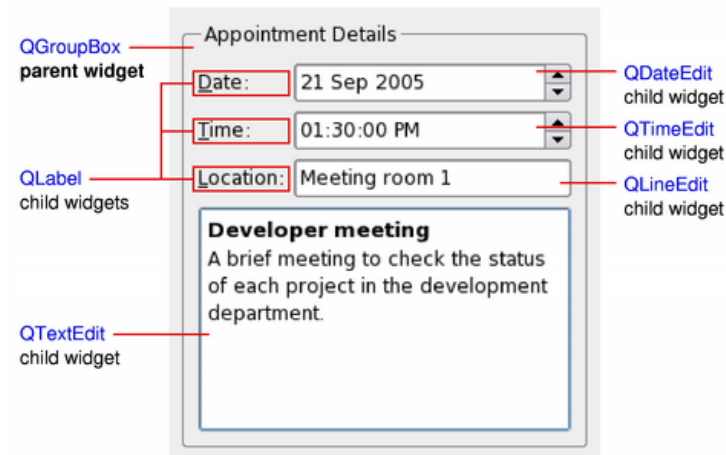 Appointment Details
QGroupBox
parent widget
Date:
21 Sep 2005
QDateEdit
child widget
Time:
01:30:00 PM
QTimeEdit
child widget
QLabel
child widgets
Location:
Meeting room 1
QLineEdit
child widget
Developer meeting
A brief meeting to check the status
of each project in the development
department.
QTextEdit
child widget